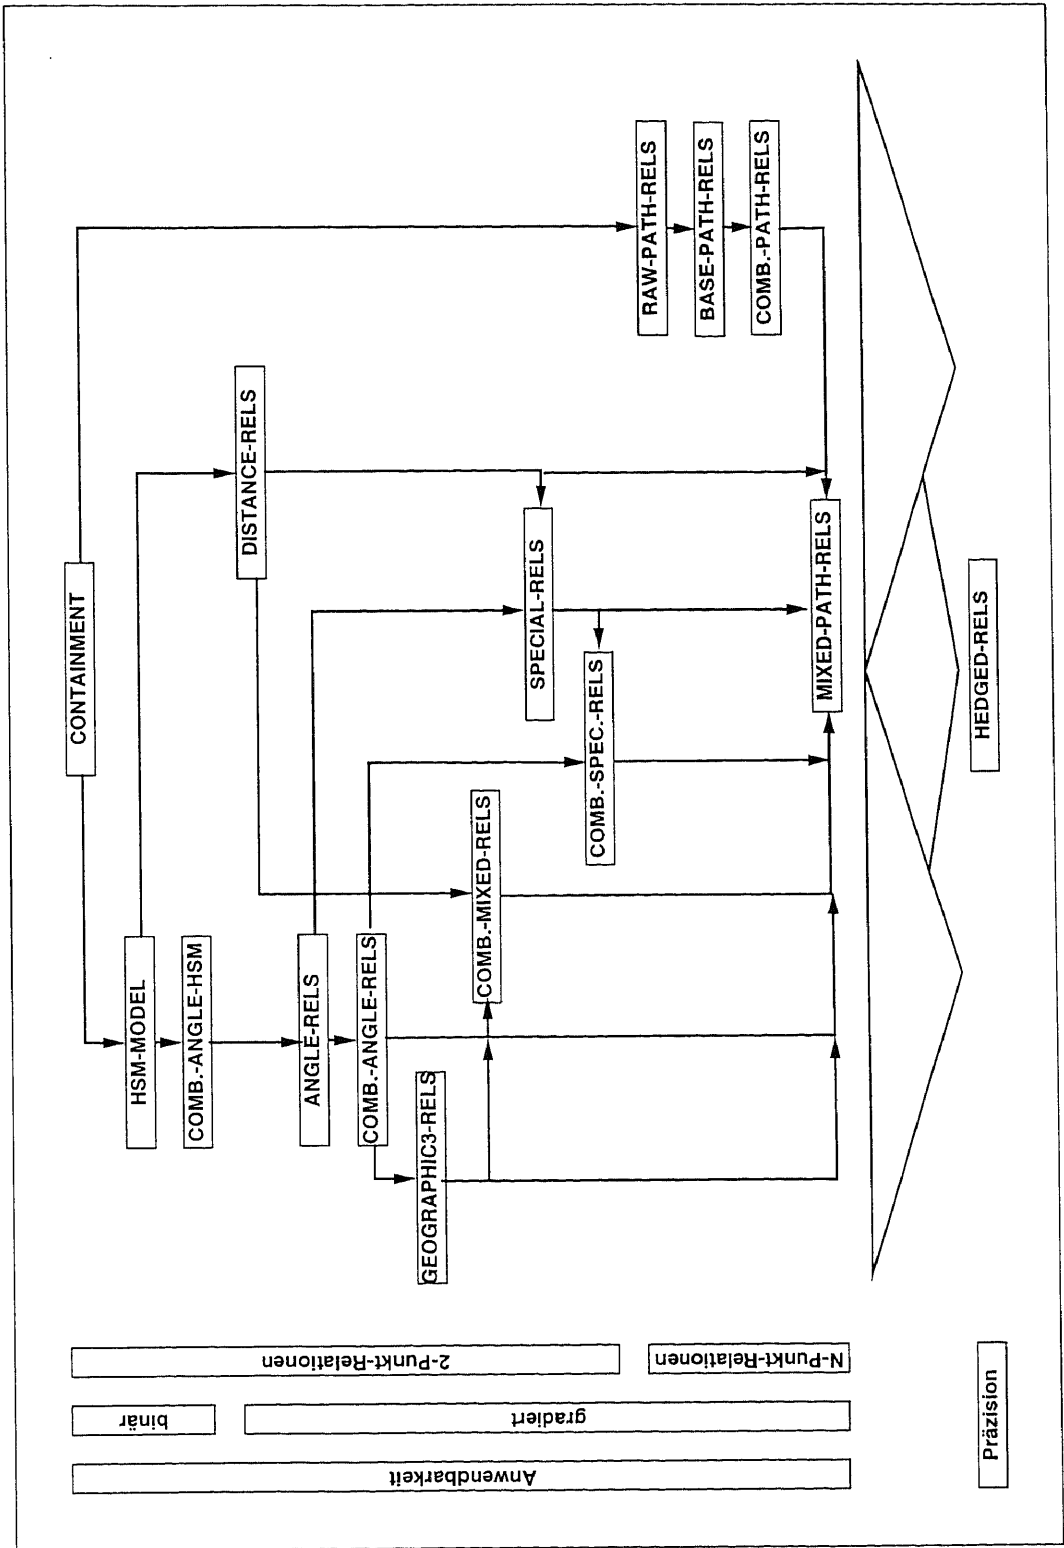 CONTAINMENT
HSM-MODEL
COMB.-ANGLE-HSM
DISTANCE-RELS
ANGLE-RELS
COMB.-ANGLE-RELS
GEOGRAPHIC3-RELS
COMB.-MIXED-RELS
SPECIAL-RELS
COMB.-SPEC.-RELS
RAW-PATH-RELS
BASE-PATH-RELS
COMB.-PATH-RELS
MIXED-PATH-RELS
HEDGED-RELS
2-Punkt-Relationen
N-Punkt-Relationen
binär
gradiert
Anwendbarkeit
Präzision